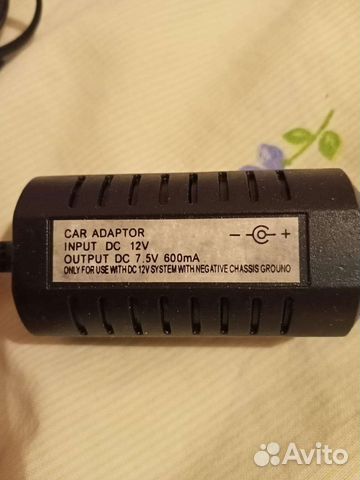 CAR ADAPTOR
INPUT DC 12V
OUTPUT DC 7.5V 600mA
ONLY FOR USE WITH DC 12V SYSTEM WITH NEGATIVE CHASSIS GROUND
- +
Avito